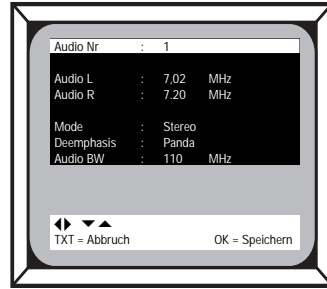 Audio Nr : 1
Audio L : 7,02 MHz
Audio R : 7.20 MHz
Mode : Stereo
Deemphasis : Panda
Audio BW : 110 MHz
TXT = Abbruch OK = Speichern